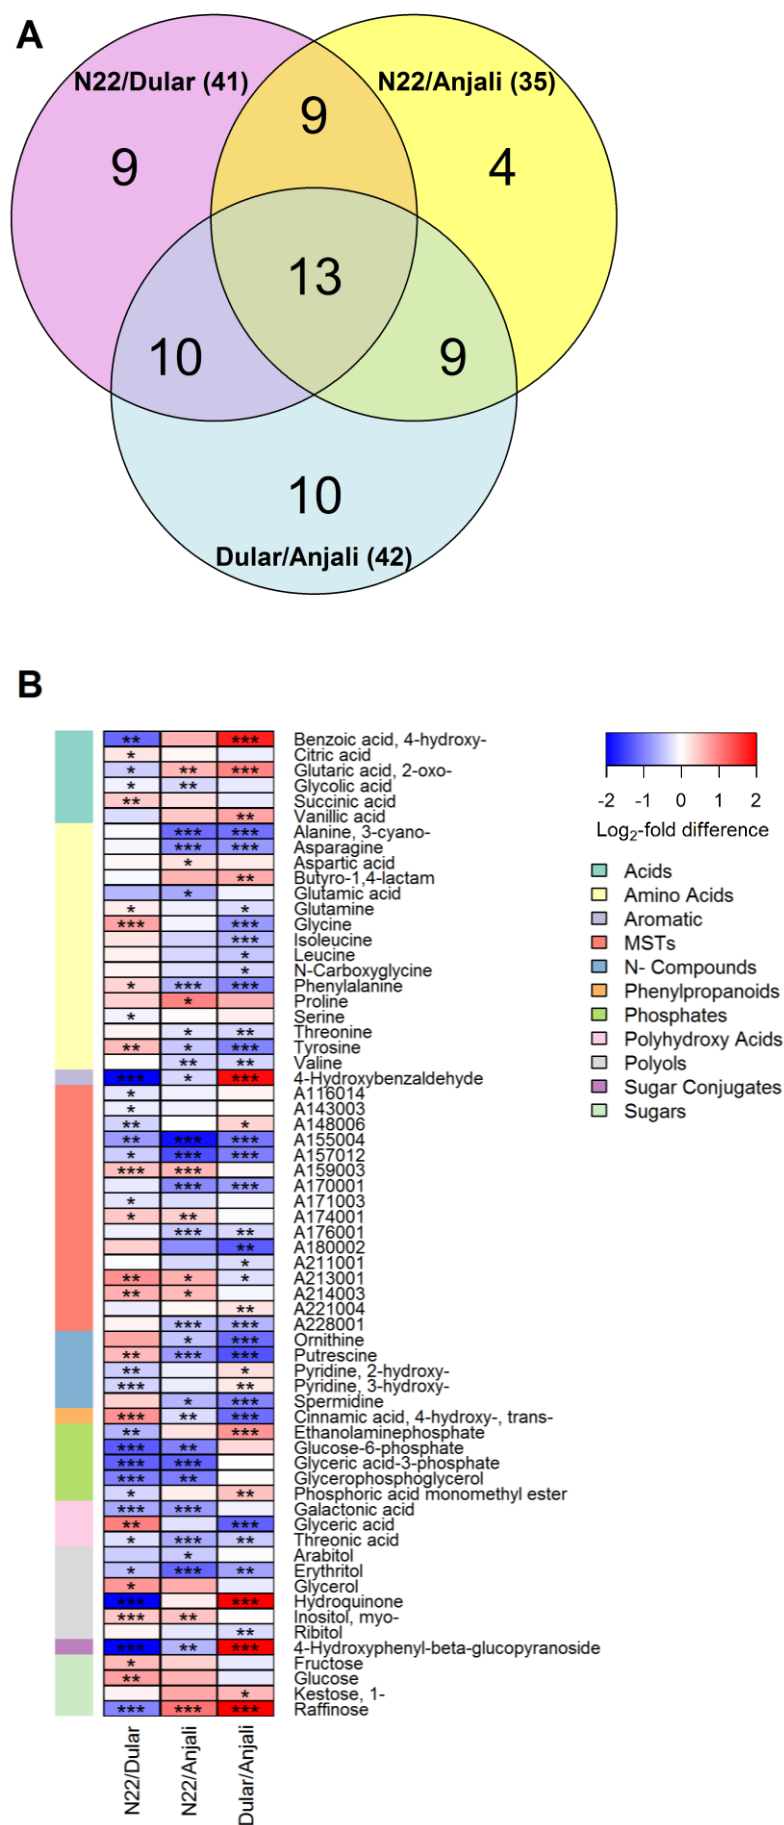 A
N22/Dular (41)
N22/Anjali (35)
9
9
4
13
10
9
10
Dular/Anjali (42)
B
** *** Benzoic acid, 4-hydroxy-
* Citric acid
* ** *** Glutaric acid, 2-oxo-
* ** Glycolic acid
** Succinic acid
** Vanillic acid
*** *** Alanine, 3-cyano-
*** *** Asparagine
* Aspartic acid
** Butyro-1,4-lactam
* Glutamic acid
* * Glutamine
*** *** Glycine
*** Isoleucine
* Leucine
* N-Carboxyglycine
* *** *** Phenylalanine
* Proline
* Serine
* ** Threonine
** * *** Tyrosine
** ** Valine
*** * *** 4-Hydroxybenzaldehyde
* A116014
* A143003
** * A148006
** *** *** A155004
* *** *** A157012
*** *** A159003
*** *** A170001
* A171003
* ** A174001
*** ** A176001
** A180002
* A211001
** * * A213001
** * A214003
** A221004
*** *** A228001
* *** Ornithine
** *** *** Putrescine
** * Pyridine, 2-hydroxy-
*** ** Pyridine, 3-hydroxy-
* *** Spermidine
*** ** *** Cinnamic acid, 4-hydroxy-, trans-
** *** Ethanolaminephosphate
*** ** Glucose-6-phosphate
*** *** Glyceric acid-3-phosphate
*** ** Glycerophosphoglycerol
* ** Phosphoric acid monomethyl ester
*** *** Galactonic acid
** *** Glyceric acid
* *** ** Threonic acid
* Arabitol
* *** ** Erythritol
* Glycerol
*** *** Hydroquinone
*** ** Inositol, myo-
** Ribitol
*** ** *** 4-Hydroxyphenyl-beta-glucopyranoside
* Fructose
** Glucose
* Kestose, 1-
*** *** *** Raffinose
N22/Dular
N22/Anjali
Dular/Anjali
-2 -1 0 1 2
Log2-fold difference
Acids
Amino Acids
Aromatic
MSTs
N- Compounds
Phenylpropanoids
Phosphates
Polyhydroxy Acids
Polyols
Sugar Conjugates
Sugars